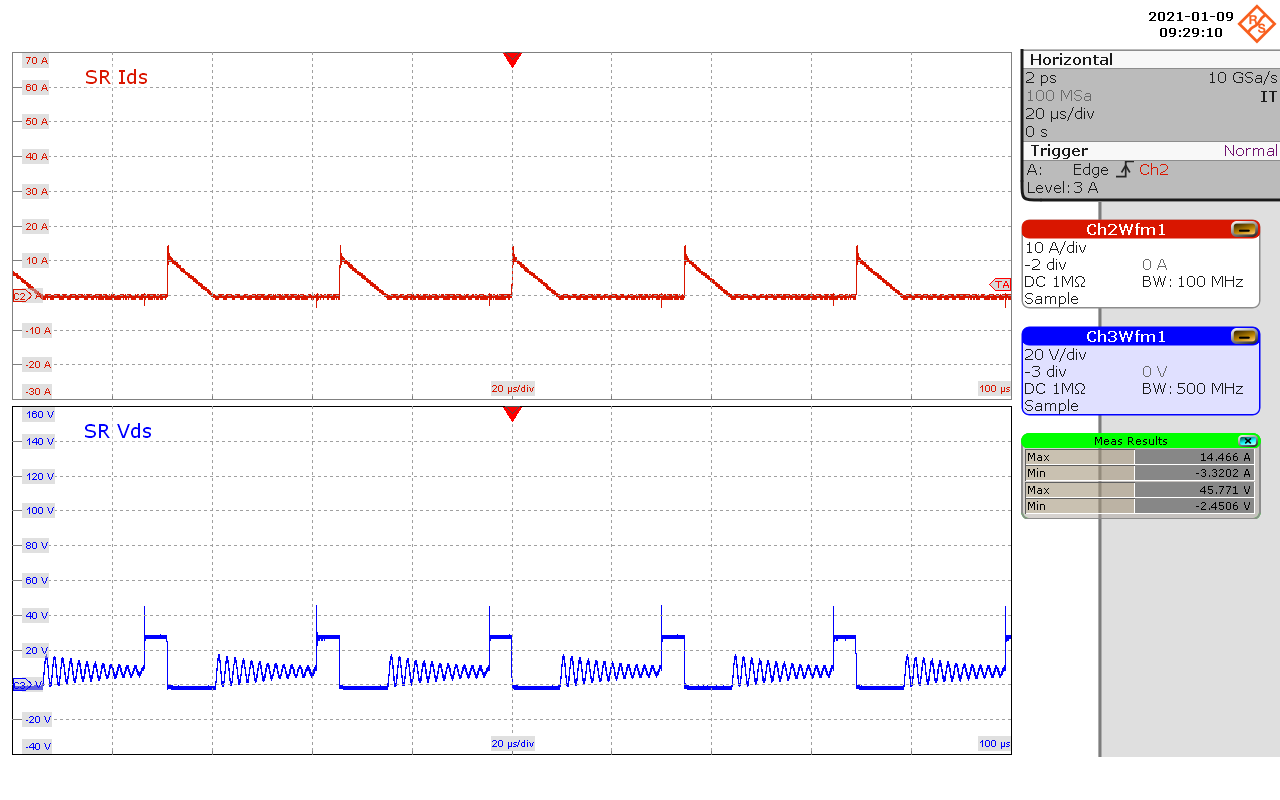 2021-01-09
09:29:10
R&S
70 A
SR Ids
60 A
50 A
40 A
30 A
20 A
10 A
C2 A
TA
-10 A
-20 A
-30 A
20 µs/div
100 µs
160 V
SR Vds
140 V
120 V
100 V
80 V
60 V
40 V
20 V
C3 V
-20 V
-40 V
20 µs/div
100 µs
Horizontal
2 ps 10 GSa/s
100 MSa IT
20 µs/div
0 s
Trigger Normal
A: Edge Ch2
Level: 3 A
Ch2Wfm1
10 A/div
-2 div 0 A
DC 1MΩ BW: 100 MHz
Sample
Ch3Wfm1
20 V/div
-3 div 0 V
DC 1MΩ BW: 500 MHz
Sample
Meas Results
Max 14.466 A
Min -3.3202 A
Max 45.771 V
Min -2.4506 V